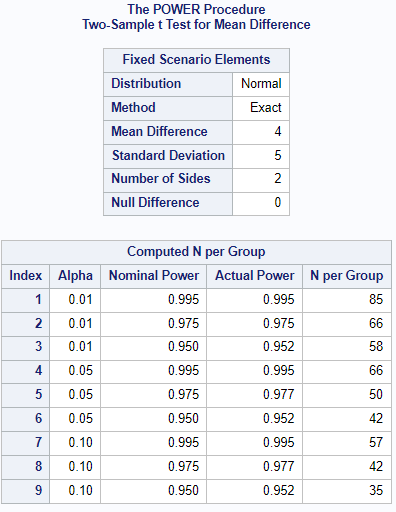 The POWER Procedure
Two-Sample t Test for Mean Difference
Fixed Scenario Elements
Distribution Normal
Method Exact
Mean Difference 4
Standard Deviation 5
Number of Sides 2
Null Difference 0
Computed N per Group
Index Alpha Nominal Power Actual Power N per Group
1 0.01 0.995 0.995 85
2 0.01 0.975 0.975 66
3 0.01 0.950 0.952 58
4 0.05 0.995 0.995 66
5 0.05 0.975 0.977 50
6 0.05 0.950 0.952 42
7 0.10 0.995 0.995 57
8 0.10 0.975 0.977 42
9 0.10 0.950 0.952 35